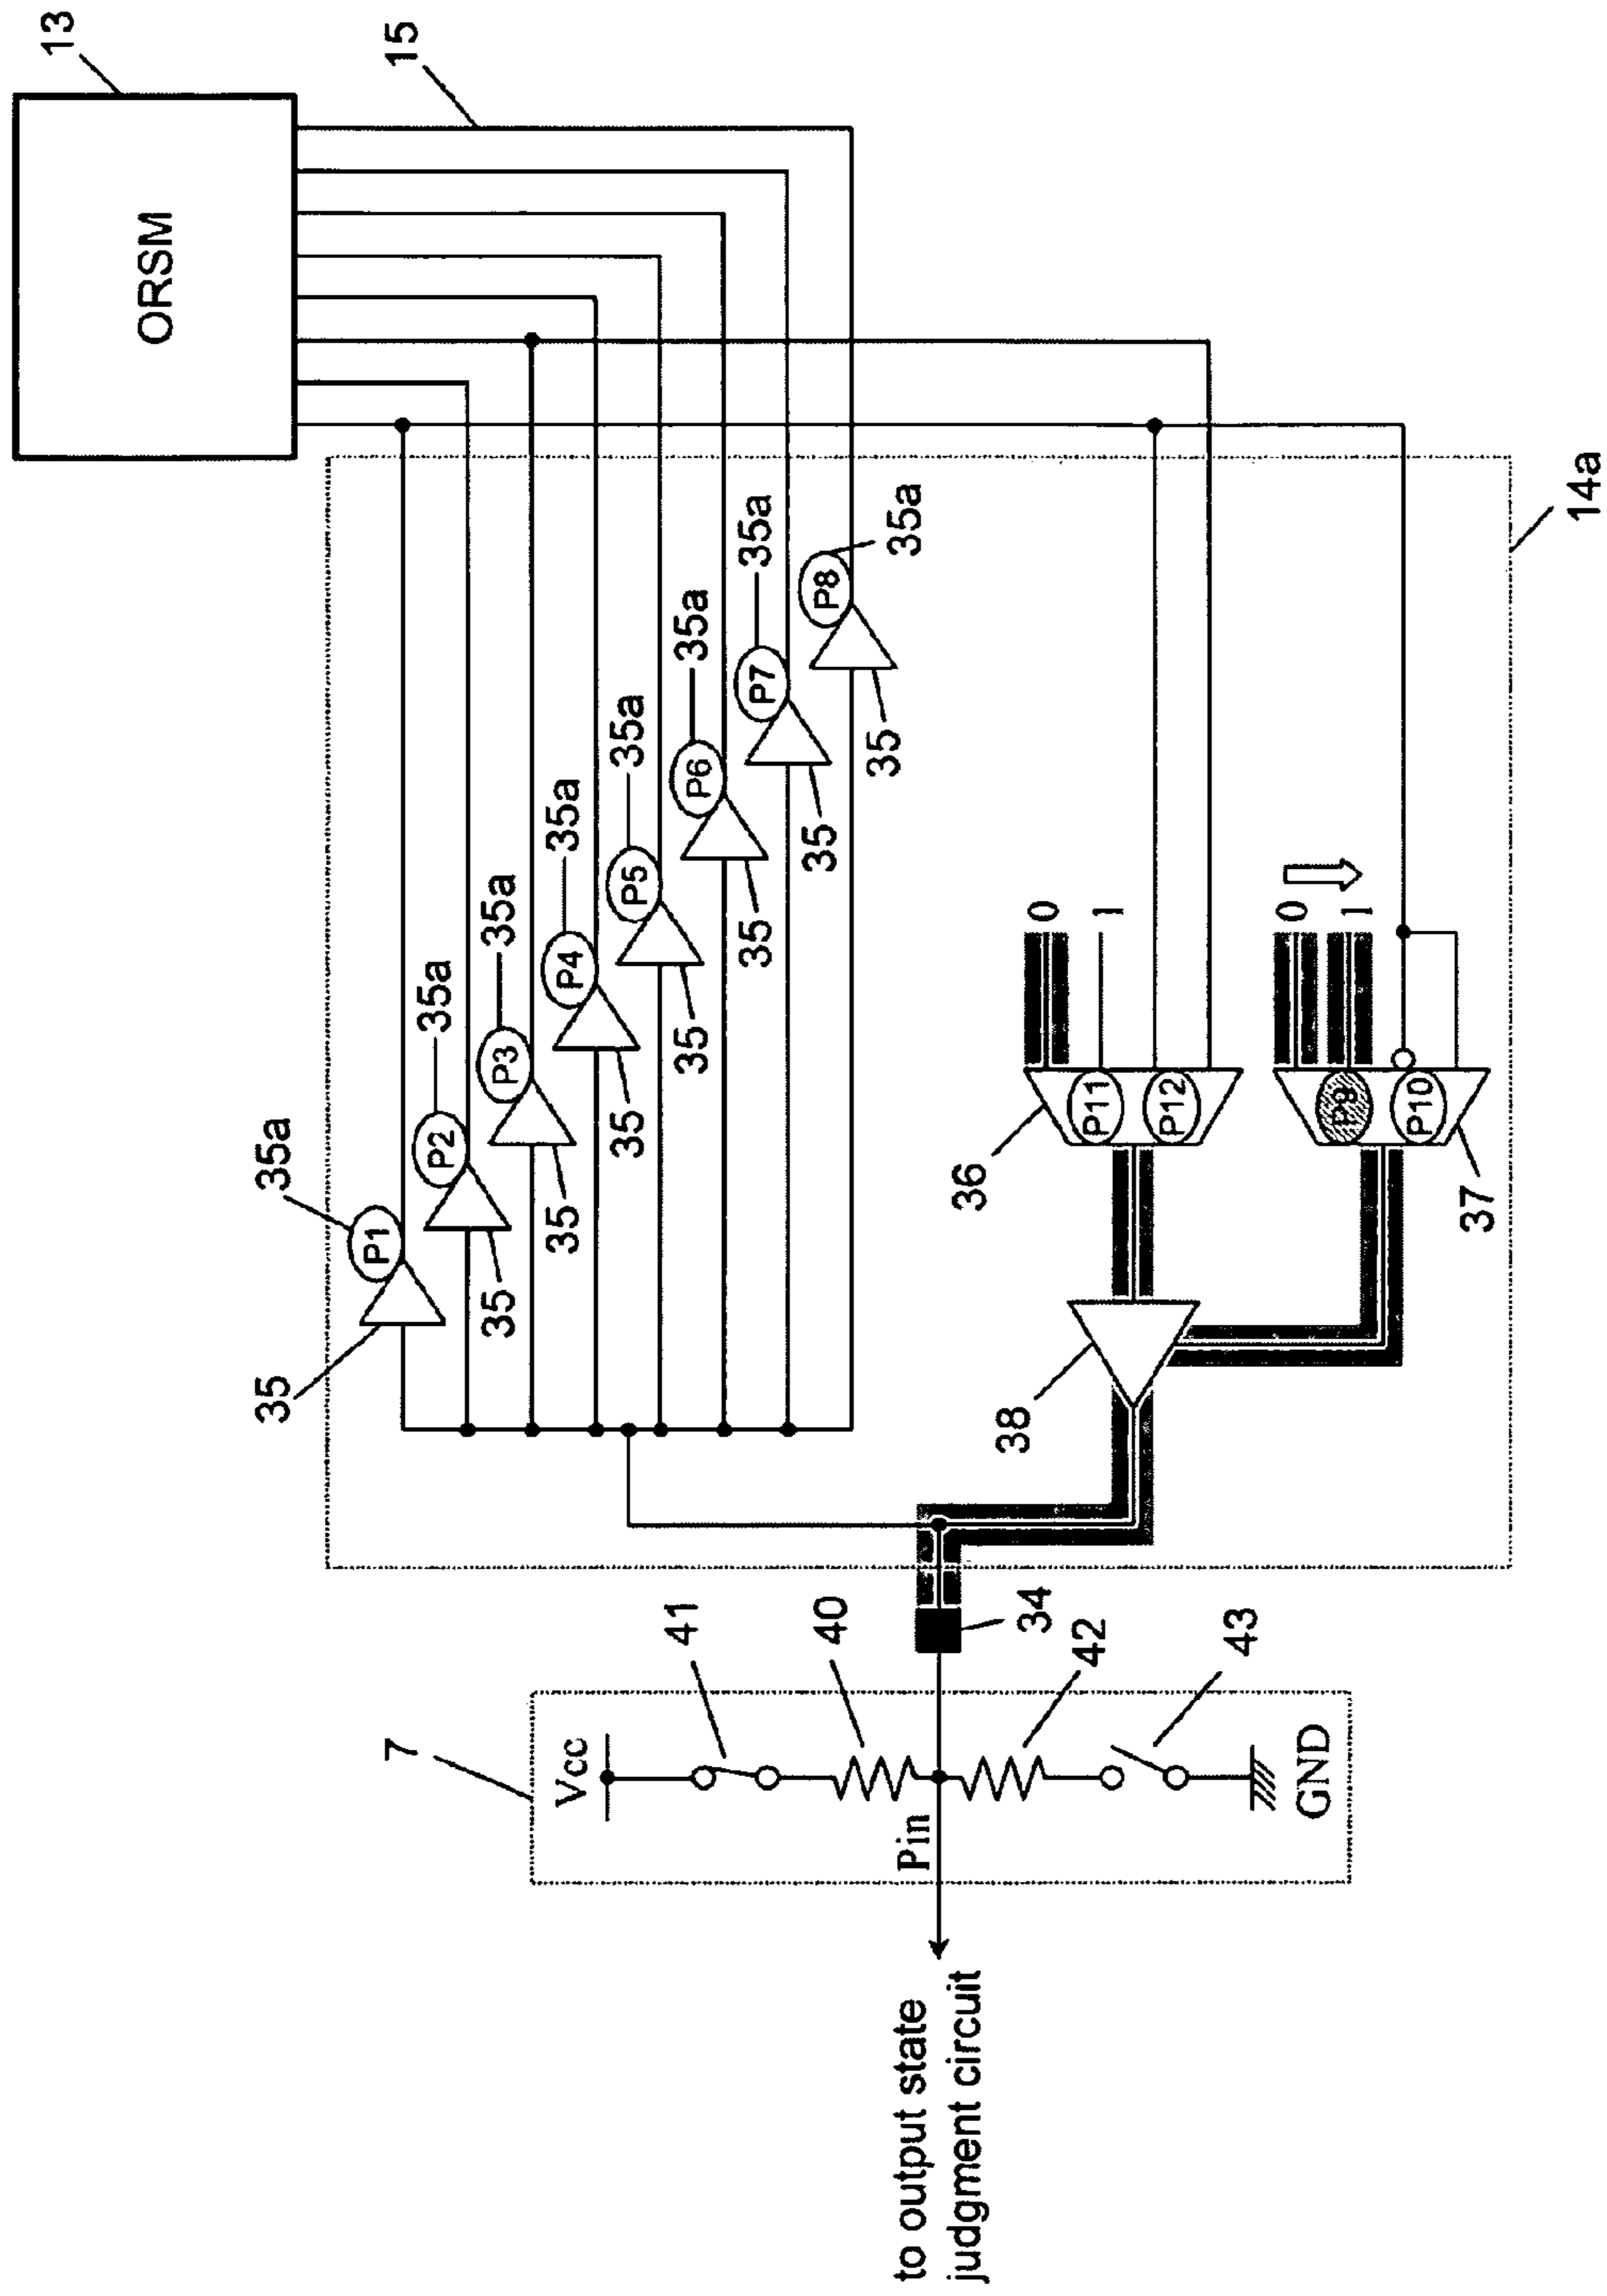 13
ORSM
15
35
35a
P1
7
35a
P2
35
35a
P3
35
35a
P4
35
35a
P5
35
35a
P6
35
35a
P7
35
35a
P8
35
Vcc
41
40
Pin
34
42
43
GND
to output state
judgment circuit
38
36
0
1
P11
P12
0
1
P10
37
14a